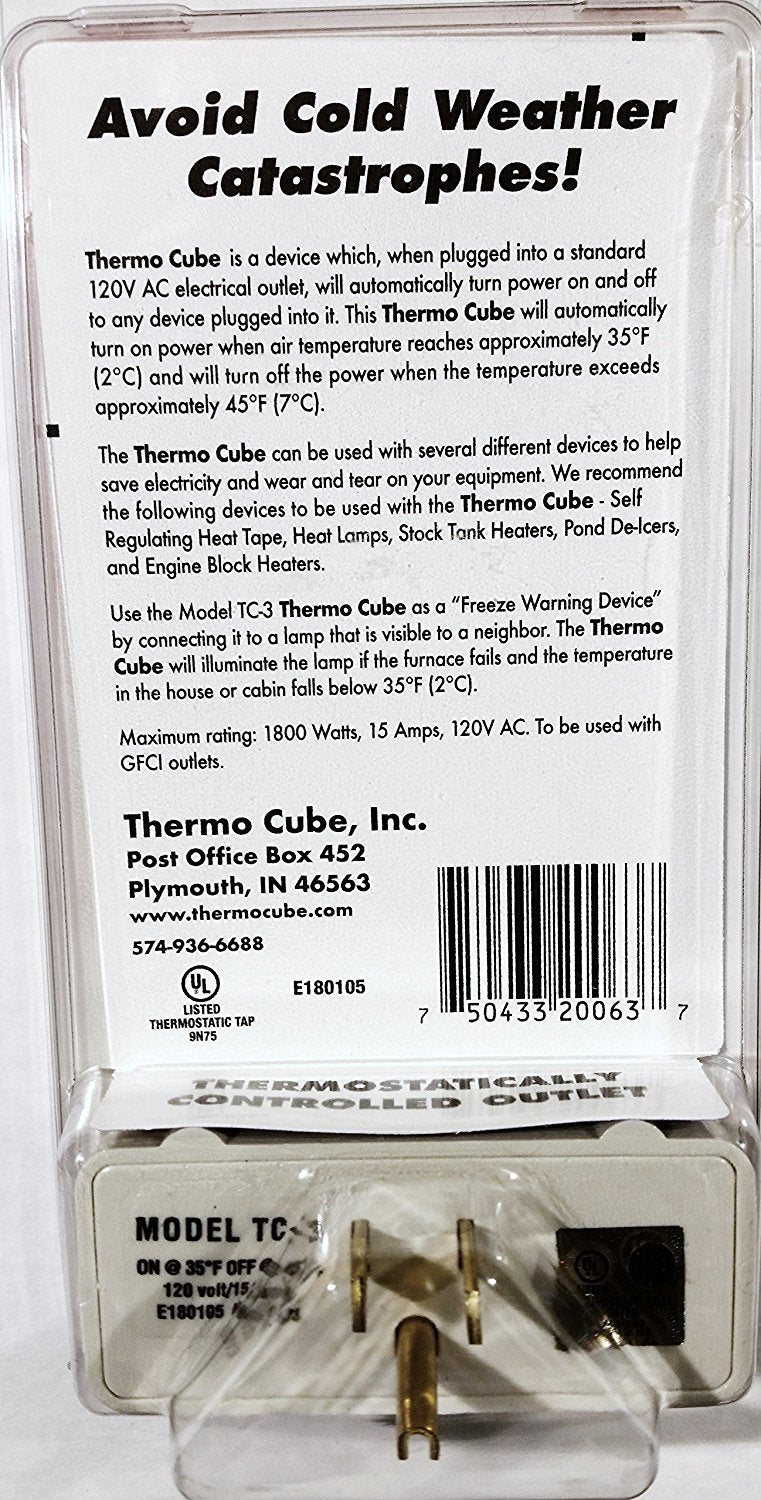 Avoid Cold Weather
Catastrophes!
Thermo Cube is a device which, when plugged into a standard
120V AC electrical outlet, will automatically turn power on and off
to any device plugged into it. This Thermo Cube will automatically
turn on power when air temperature reaches approximately 35°F
(2°C) and will turn off the power when the temperature exceeds
approximately 45°F (7°C).
The Thermo Cube can be used with several different devices to help
save electricity and wear and tear on your equipment. We recommend
the following devices to be used with the Thermo Cube - Self
Regulating Heat Tape, Heat Lamps, Stock Tank Heaters, Pond De-Icers,
and Engine Block Heaters.
Use the Model TC-3 Thermo Cube as a “Freeze Warning Device”
by connecting it to a lamp that is visible to a neighbor. The Thermo
Cube will illuminate the lamp if the furnace fails and the temperature
in the house or cabin falls below 35°F (2°C).
Maximum rating: 1800 Watts, 15 Amps, 120V AC. To be used with
GFCI outlets.
Thermo Cube, Inc.
Post Office Box 452
Plymouth, IN 46563
www.thermocube.com
574-936-6688
UL
LISTED
THERMOSTATIC TAP
9N75
E180105
7 50433 20063 7
THERMOSTATICALLY
CONTROLLED OUTLET
MODEL TC-
ON @ 35°F OFF
120 volt/15
E180105
UL